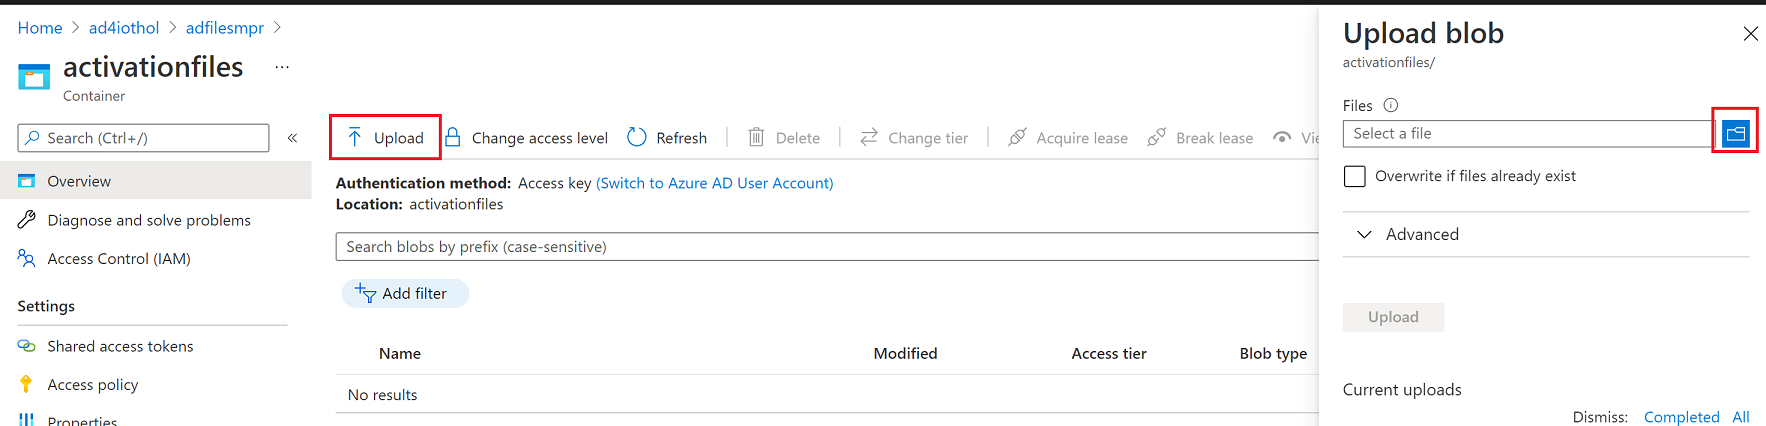 Home > ad4iothol > adfilesmpr >
activationfiles ...
Container
Search (Ctrl+/) «
Overview
Diagnose and solve problems
Access Control (IAM)
Settings
Shared access tokens
Access policy
Properties
Upload Change access level Refresh Delete Change tier Acquire lease Break lease Vie
Authentication method: Access key (Switch to Azure AD User Account)
Location: activationfiles
Search blobs by prefix (case-sensitive)
Add filter
Name Modified Access tier Blob type
No results
Upload blob
activationfiles/
Files
Select a file
Overwrite if files already exist
Advanced
Upload
Current uploads
Dismiss: Completed All